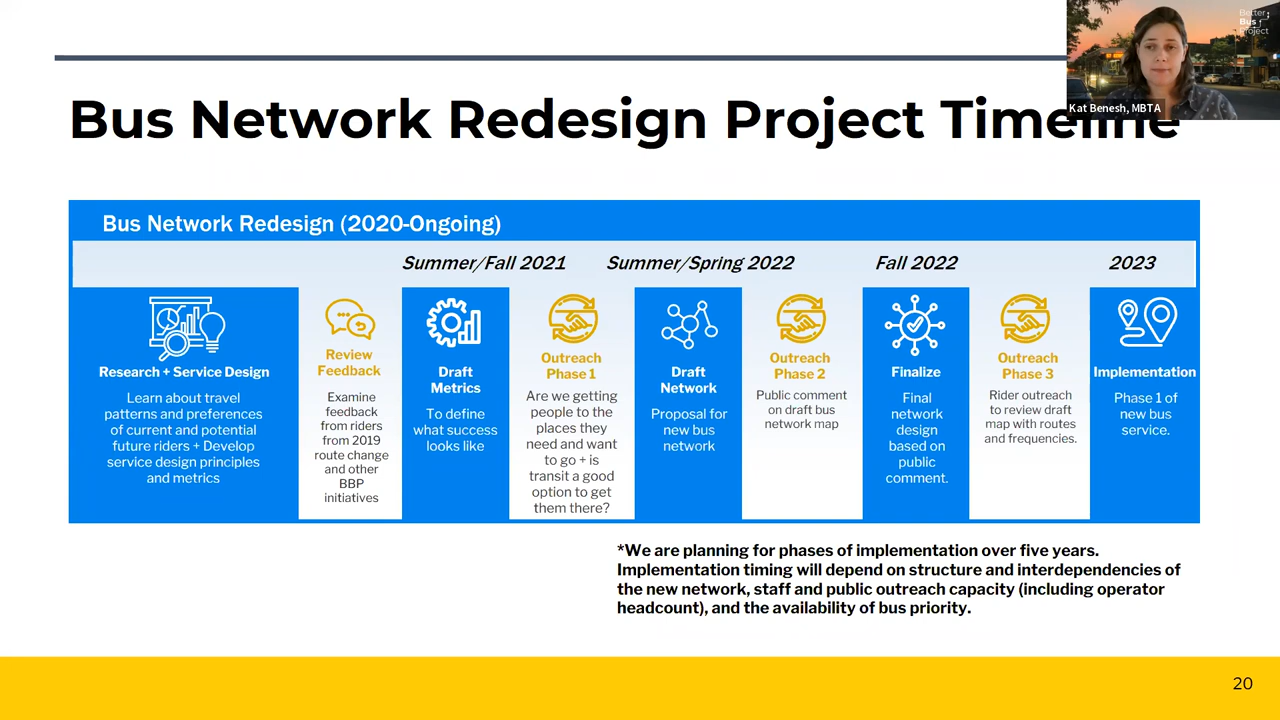 Better
Bus
Project
Kat Benesh, MBTA
Bus Network Redesign Project Timeline
Bus Network Redesign (2020-Ongoing)
Summer/Fall 2021
Summer/Spring 2022
Fall 2022
2023
Research + Service Design
Learn about travel
patterns and preferences
of current and potential
future riders + Develop
service design principles
and metrics
Review
Feedback
Examine
feedback
from riders
from 2019
route change
and other
BBP
initiatives
Draft
Metrics
To define
what success
looks like
Outreach
Phase 1
Are we getting
people to the
places they
need and want
to go + is
transit a good
option to get
them there?
Draft
Network
Proposal for
new bus
network
Outreach
Phase 2
Public comment
on draft bus
network map
Finalize
Final
network
design
based on
public
comment.
Outreach
Phase 3
Rider outreach
to review draft
map with routes
and frequencies.
Implementation
Phase 1 of
new bus
service.
*We are planning for phases of implementation over five years.
Implementation timing will depend on structure and interdependencies of
the new network, staff and public outreach capacity (including operator
headcount), and the availability of bus priority.
20